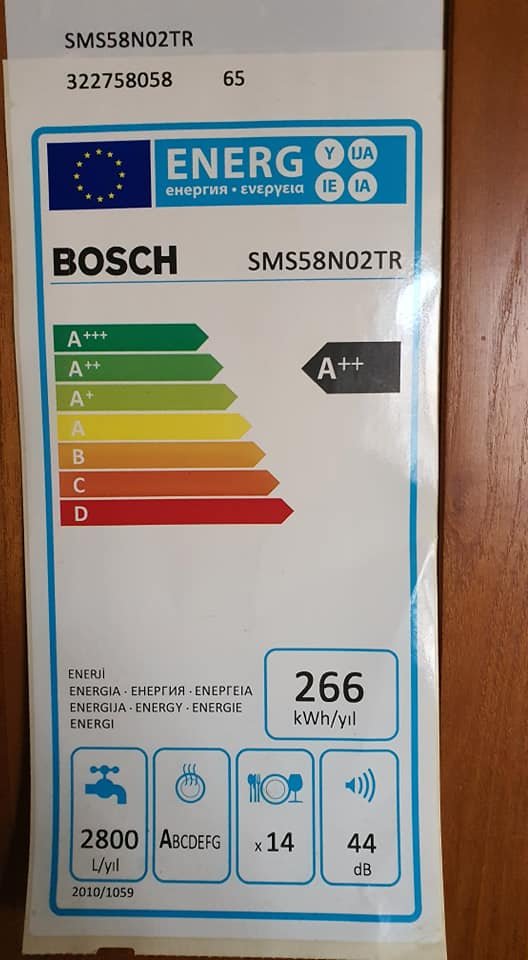 SMS58N02TR
322758058 65
ENERG Y IJA
енергия · ενεργεια IE IA
BOSCH SMS58N02TR
A+++
A++
A++
A+
A
B
C
D
ENERJİ
ENERGIA · ЕНЕРГИЯ · ΕΝΕΡΓΕΙΑ
ENERGIJA · ENERGY · ENERGIE
ENERGI
266
kWh/yıl
2800
L/yıl
ABCDEFG
x 14
44
dB
2010/1059